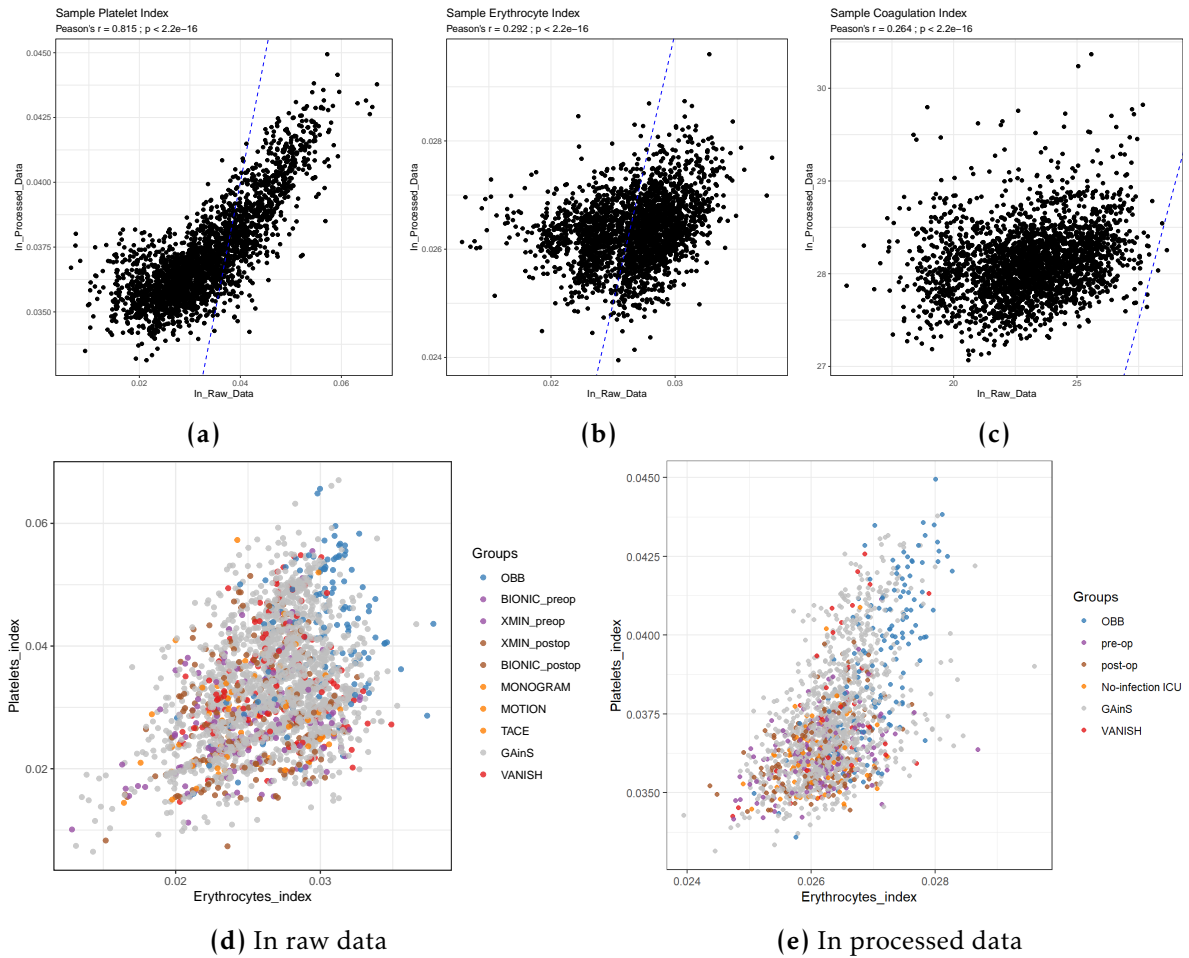 Sample Platelet Index
Peason's r = 0.815 ; p < 2.2e−16
0.0450
0.0425
0.0400
0.0375
0.0350
In_Processed_Data
0.02 0.04 0.06
In_Raw_Data
(a)
Sample Erythrocyte Index
Peason's r = 0.292 ; p < 2.2e−16
0.028
0.026
0.024
In_Processed_Data
0.02 0.03
In_Raw_Data
(b)
Sample Coagulation Index
Peason's r = 0.264 ; p < 2.2e−16
30
29
28
27
In_Processed_Data
20 25
In_Raw_Data
(c)
0.06
0.04
0.02
Platelets_index
0.02 0.03
Erythrocytes_index
Groups
OBB
BIONIC_preop
XMIN_preop
XMIN_postop
BIONIC_postop
MONOGRAM
MOTION
TACE
GAinS
VANISH
(d) In raw data
0.0450
0.0425
0.0400
0.0375
0.0350
Platelets_index
0.024 0.026 0.028
Erythrocytes_index
Groups
OBB
pre-op
post-op
No-infection ICU
GAinS
VANISH
(e) In processed data